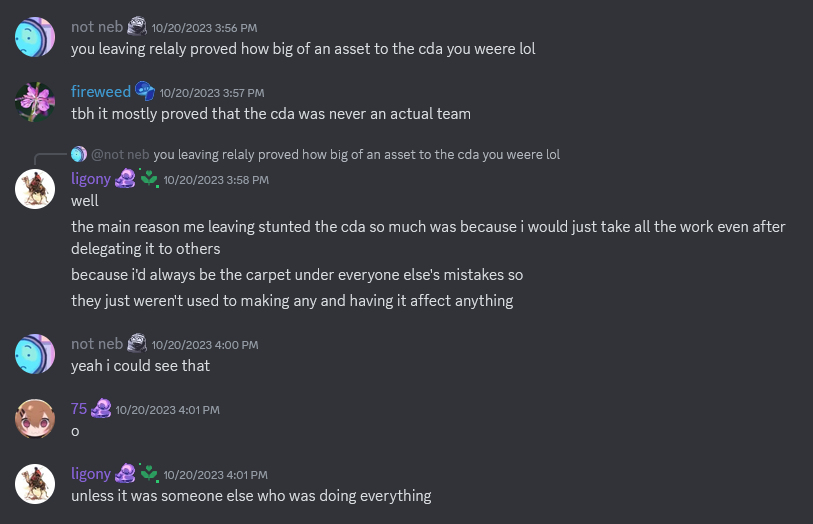 not neb 10/20/2023 3:56 PM
you leaving relaly proved how big of an asset to the cda you weere lol
fireweed 10/20/2023 3:57 PM
tbh it mostly proved that the cda was never an actual team
@not neb you leaving relaly proved how big of an asset to the cda you weere lol
ligony 10/20/2023 3:58 PM
well
the main reason me leaving stunted the cda so much was because i would just take all the work even after
delegating it to others
because i'd always be the carpet under everyone else's mistakes so
they just weren't used to making any and having it affect anything
not neb 10/20/2023 4:00 PM
yeah i could see that
75 10/20/2023 4:01 PM
o
ligony 10/20/2023 4:01 PM
unless it was someone else who was doing everything